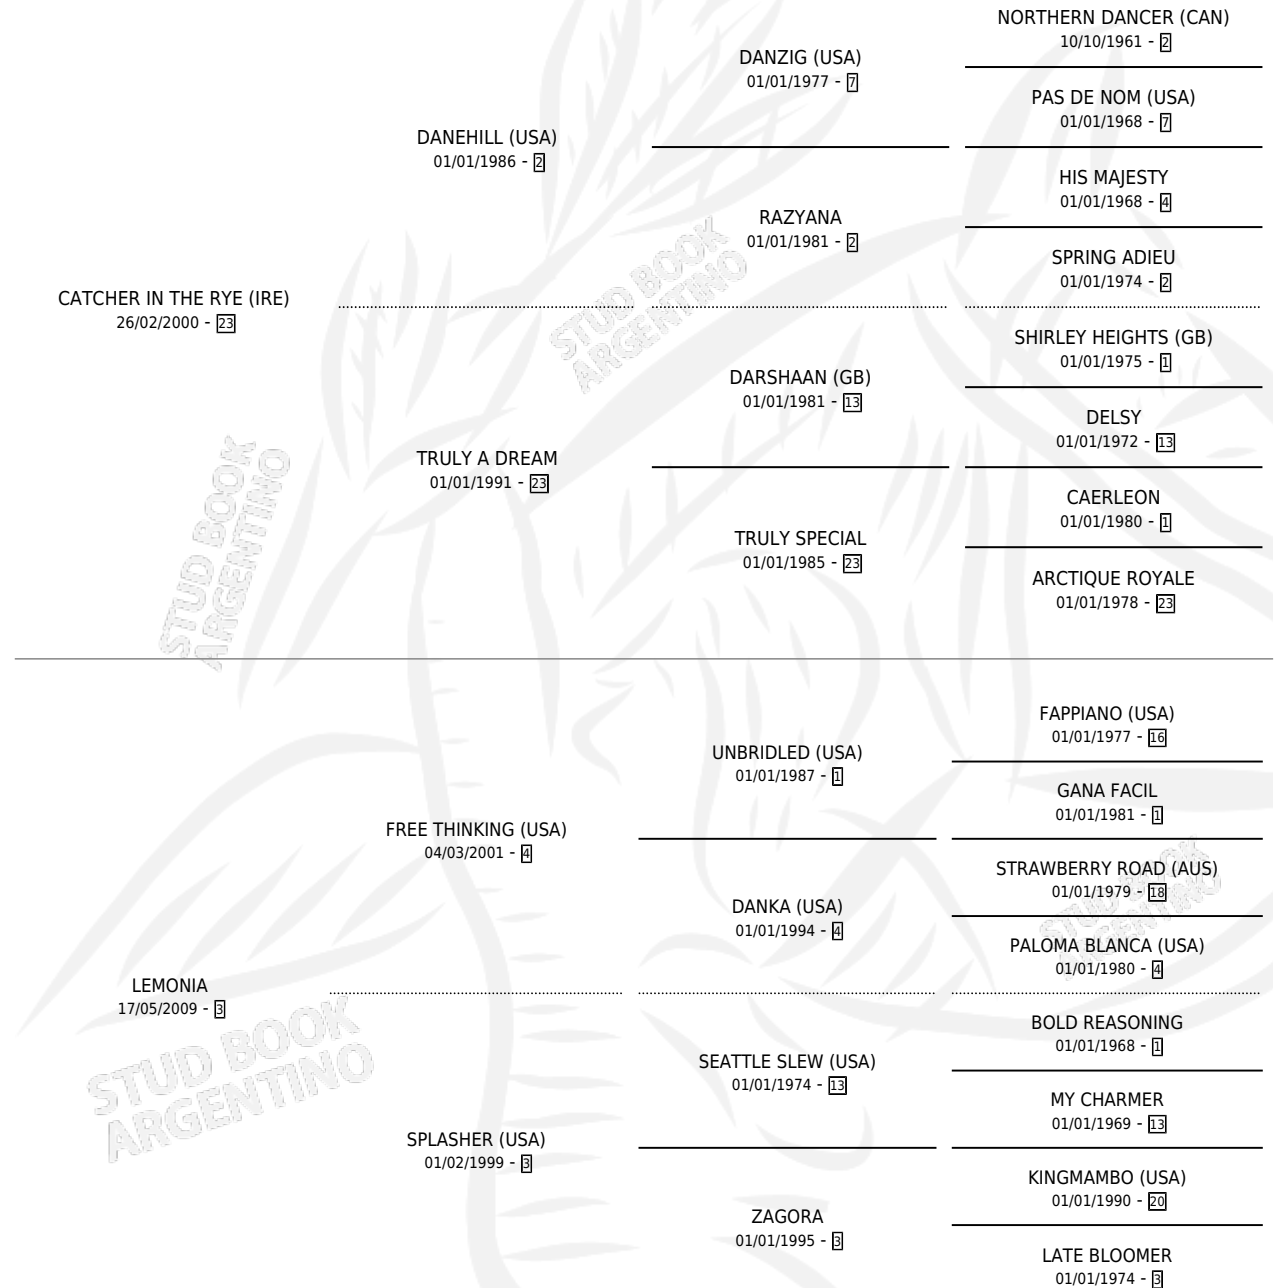 NORTHERN DANCER (CAN)
10/10/1961 - 2
DANZIG (USA)
01/01/1977 - 7
PAS DE NOM (USA)
01/01/1968 - 7
DANEHILL (USA)
01/01/1986 - 2
HIS MAJESTY
01/01/1968 - 4
RAZYANA
01/01/1981 - 2
SPRING ADIEU
01/01/1974 - 2
CATCHER IN THE RYE (IRE)
26/02/2000 - 23
STUD BOOK
ARGENTINO
SHIRLEY HEIGHTS (GB)
01/01/1975 - 1
DARSHAAN (GB)
01/01/1981 - 13
DELSY
01/01/1972 - 13
TRULY A DREAM
01/01/1991 - 23
CAERLEON
01/01/1980 - 1
TRULY SPECIAL
01/01/1985 - 23
ARCTIQUE ROYALE
01/01/1978 - 23
STUD BOOK
ARGENTINO
FAPPIANO (USA)
01/01/1977 - 16
UNBRIDLED (USA)
01/01/1987 - 1
GANA FACIL
01/01/1981 - 1
FREE THINKING (USA)
04/03/2001 - 4
STRAWBERRY ROAD (AUS)
01/01/1979 - 18
STUD BOOK
ARGENTINO
DANKA (USA)
01/01/1994 - 4
PALOMA BLANCA (USA)
01/01/1980 - 4
LEMONIA
17/05/2009 - 3
STUD BOOK
ARGENTINO
BOLD REASONING
01/01/1968 - 1
SEATTLE SLEW (USA)
01/01/1974 - 13
MY CHARMER
01/01/1969 - 13
SPLASHER (USA)
01/02/1999 - 3
KINGMAMBO (USA)
01/01/1990 - 20
ZAGORA
01/01/1995 - 3
LATE BLOOMER
01/01/1974 - 3